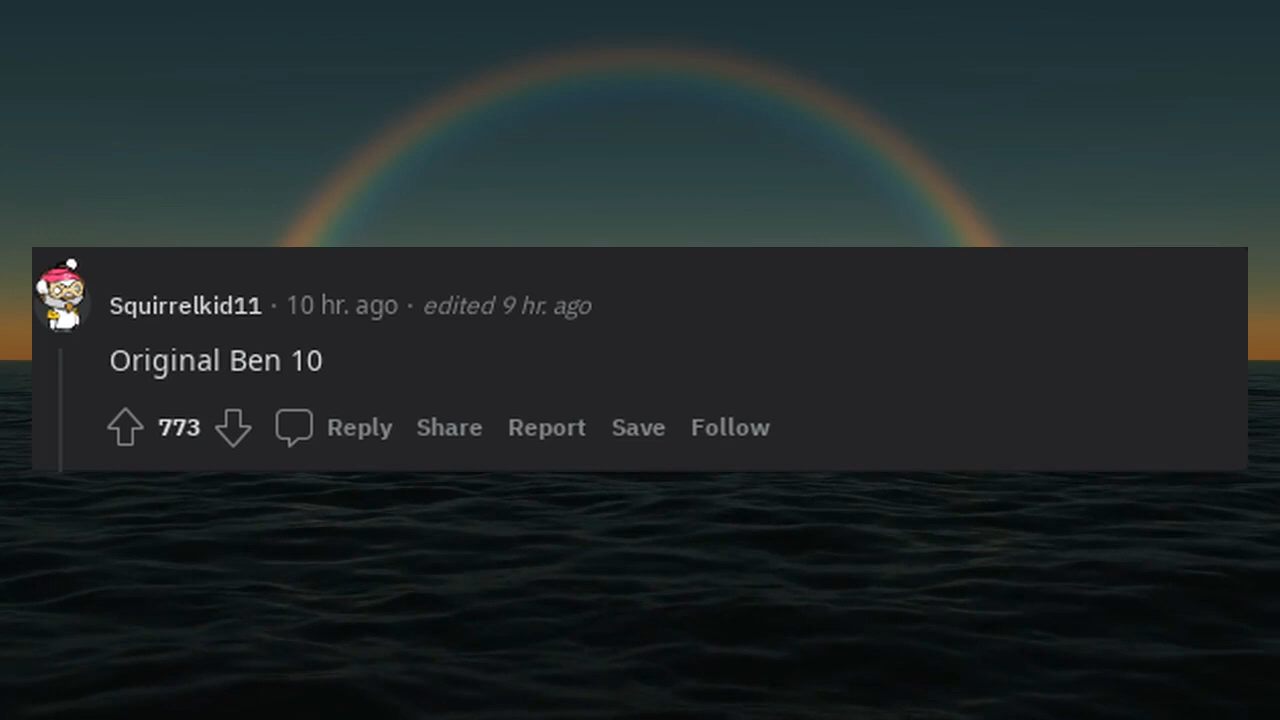 Squirrelkid11 · 10 hr. ago · edited 9 hr. ago
Original Ben 10
773 Reply Share Report Save Follow